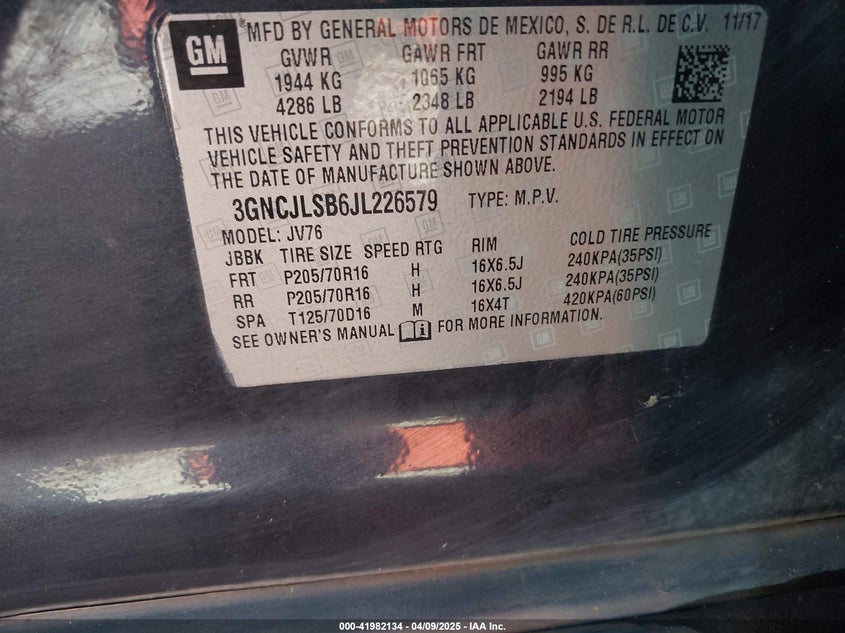 GM
®MFD BY GENERAL MOTORS DE MEXICO, S. DE R.L. DE C.V. 11/17
GVWR GAWR FRT GAWR RR
1944 KG 1065 KG 995 KG
4286 LB 2348 LB 2194 LB
THIS VEHICLE CONFORMS TO ALL APPLICABLE U.S. FEDERAL MOTOR
VEHICLE SAFETY AND THEFT PREVENTION STANDARDS IN EFFECT ON
THE DATE OF MANUFACTURE SHOWN ABOVE.
3GNCJLSB6JL226579 TYPE: M.P.V.
MODEL: JV76
JBBK TIRE SIZE SPEED RTG RIM COLD TIRE PRESSURE
FRT P205/70R16 H 16X6.5J 240KPA(35PSI)
RR P205/70R16 H 16X6.5J 240KPA(35PSI)
SPA T125/70D16 M 16X4T 420KPA(60PSI)
SEE OWNER'S MANUAL FOR MORE INFORMATION.
000-41982134 - 04/09/2025 - IAA Inc.